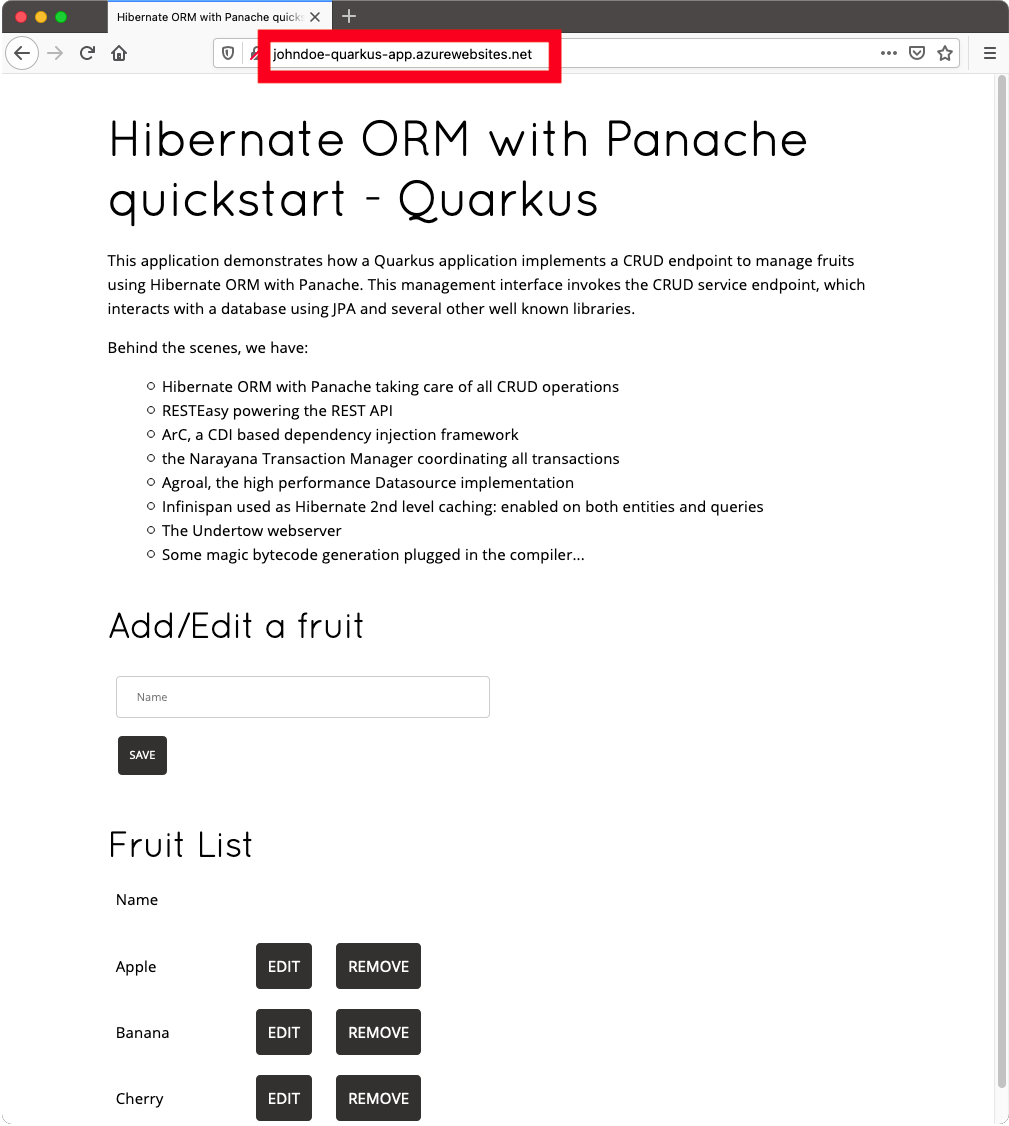 Hibernate ORM with Panache quicks
johndoe-quarkus-app.azurewebsites.net
Hibernate ORM with Panache
quickstart - Quarkus
This application demonstrates how a Quarkus application implements a CRUD endpoint to manage fruits
using Hibernate ORM with Panache. This management interface invokes the CRUD service endpoint, which
interacts with a database using JPA and several other well known libraries.
Behind the scenes, we have:
Hibernate ORM with Panache taking care of all CRUD operations
RESTEasy powering the REST API
ArC, a CDI based dependency injection framework
the Narayana Transaction Manager coordinating all transactions
Agroal, the high performance Datasource implementation
Infinispan used as Hibernate 2nd level caching: enabled on both entities and queries
The Undertow webserver
Some magic bytecode generation plugged in the compiler...
Add/Edit a fruit
Name
SAVE
Fruit List
Name
Apple EDIT REMOVE
Banana EDIT REMOVE
Cherry EDIT REMOVE